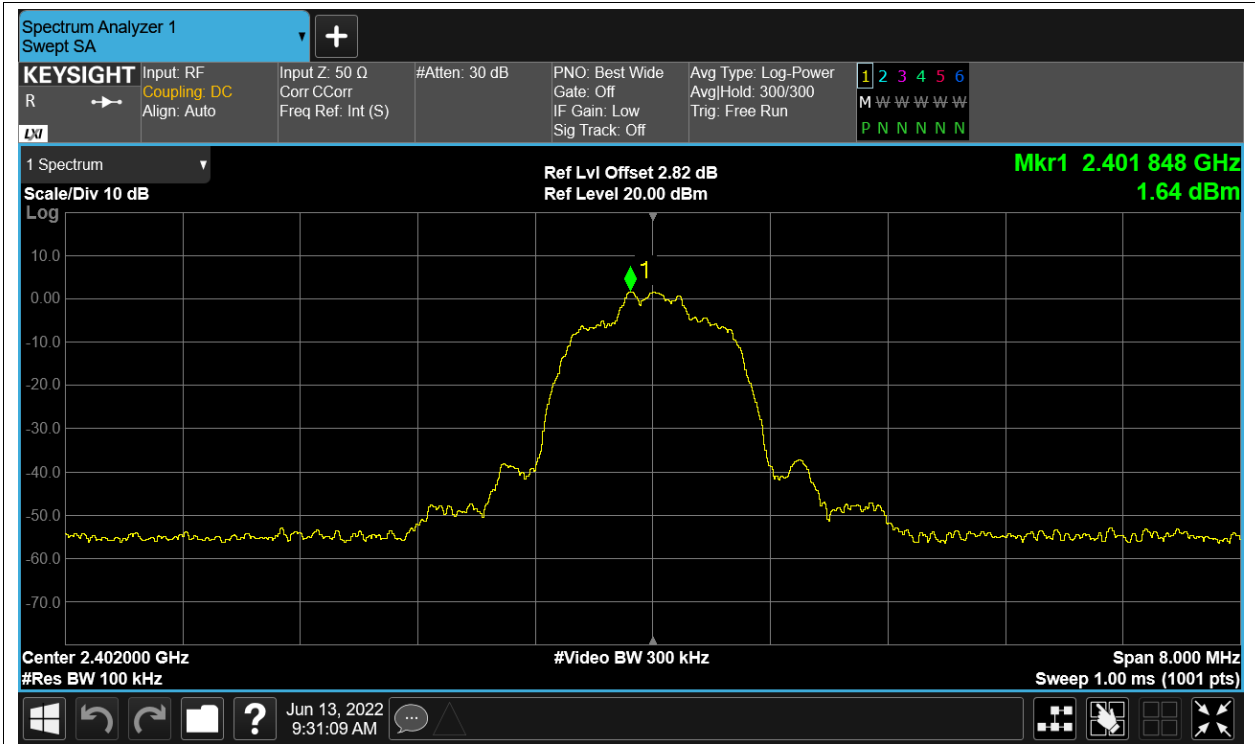 Spectrum Analyzer 1
Swept SA
+
KEYSIGHT
R
LXI
Input: RF
Coupling: DC
Align: Auto
Input Z: 50 Ω
Corr CCorr
Freq Ref: Int (S)
#Atten: 30 dB
PNO: Best Wide
Gate: Off
IF Gain: Low
Sig Track: Off
Avg Type: Log-Power
Avg|Hold: 300/300
Trig: Free Run
1 2 3 4 5 6
M W W W W W
P N N N N N
1 Spectrum
Scale/Div 10 dB
Ref Lvl Offset 2.82 dB
Ref Level 20.00 dBm
Mkr1 2.401 848 GHz
1.64 dBm
Log
1
10.0
0.00
-10.0
-20.0
-30.0
-40.0
-50.0
-60.0
-70.0
Center 2.402000 GHz
#Video BW 300 kHz
Span 8.000 MHz
#Res BW 100 kHz
Sweep 1.00 ms (1001 pts)
?
Jun 13, 2022
9:31:09 AM